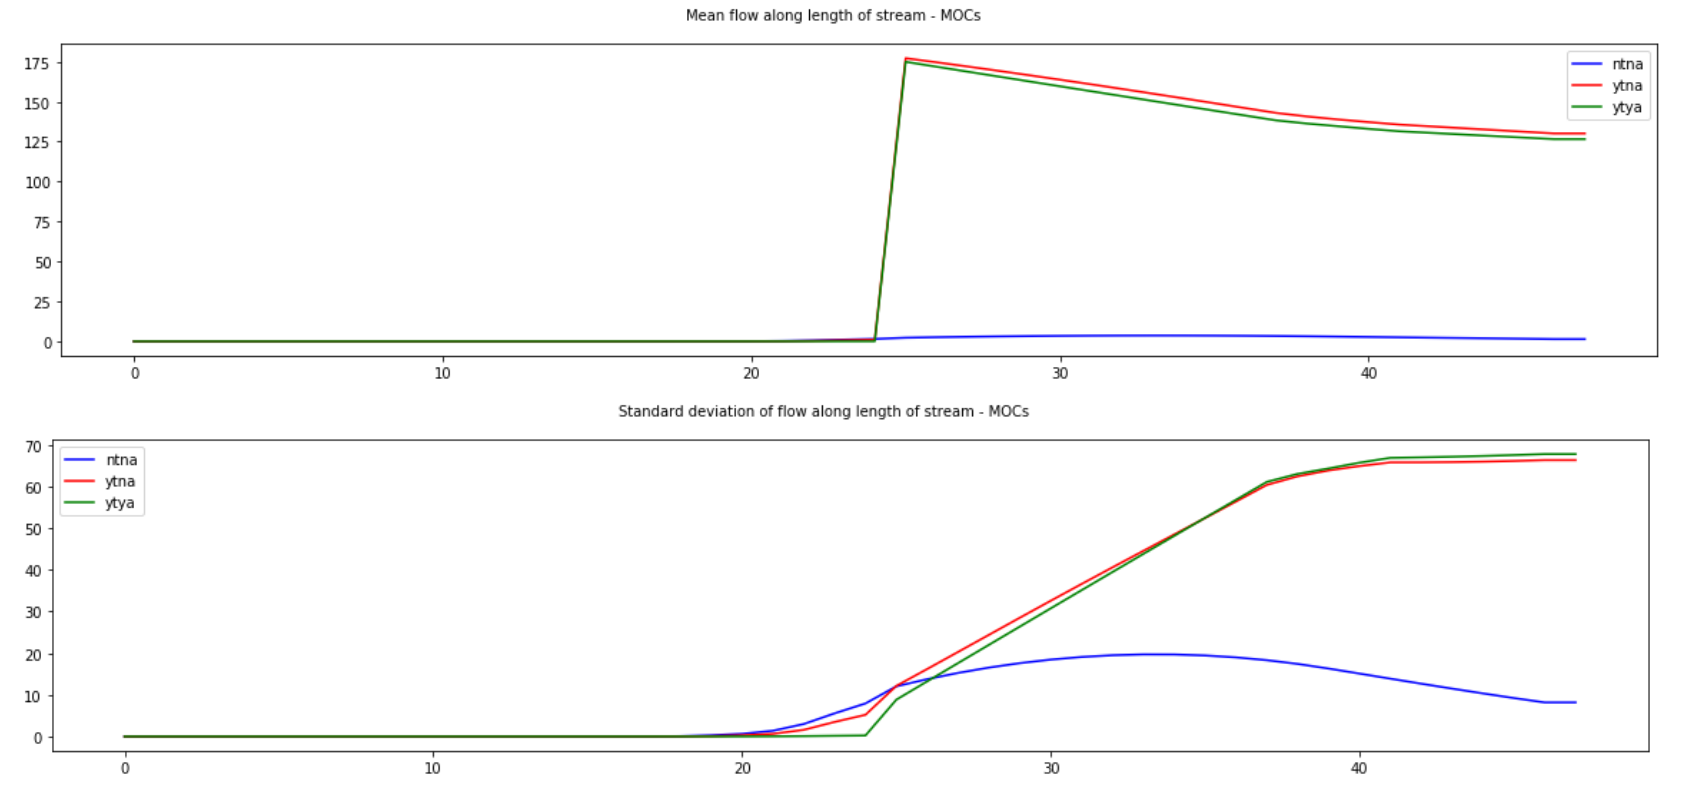 Mean flow along length of stream - MOCs
175
150
125
100
75
50
25
0
ntna
ytna
ytya
0 10 20 30 40
Standard deviation of flow along length of stream - MOCs
70
60
50
40
30
20
10
0
ntna
ytna
ytya
0 10 20 30 40